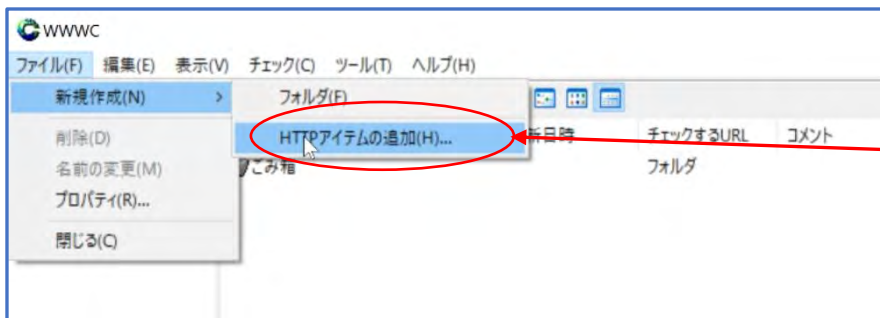 WWWC
ファイル(F) 編集(E) 表示(V) チェック(C) ツール(T) ヘルプ(H)
新規作成(N) > フォルダ(F)
削除(D) HTTPアイテムの追加(H)... 新日時 チェックするURL コメント
名前の変更(M) ごみ箱 フォルダ
プロパティ(R)...
閉じる(C)